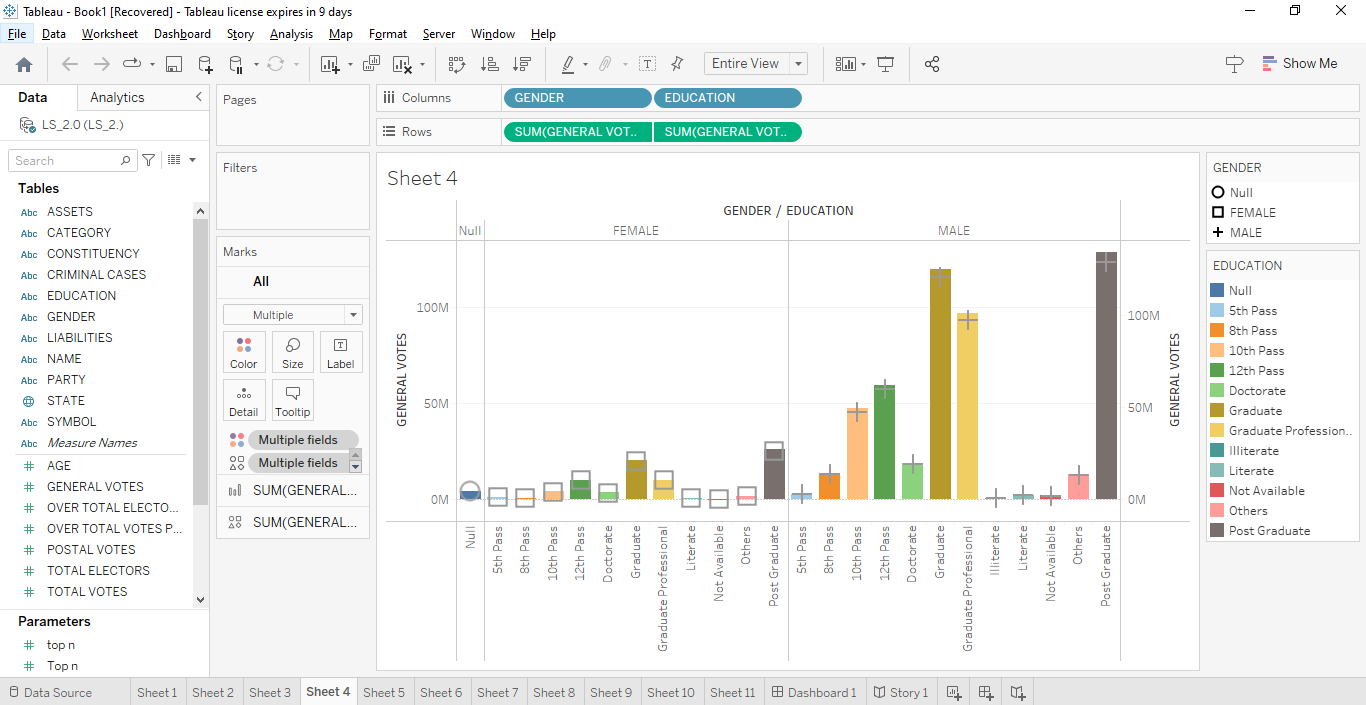 Tableau - Book1 [Recovered] - Tableau license expires in 9 days
File Data Worksheet Dashboard Story Analysis Map Format Server Window Help
Entire View
Show Me
Data Analytics
LS_2.0 (LS_2.)
Search
Tables
Abc ASSETS
Abc CATEGORY
Abc CONSTITUENCY
Abc CRIMINAL CASES
Abc EDUCATION
Abc GENDER
Abc LIABILITIES
Abc NAME
Abc PARTY
STATE
Abc SYMBOL
Abc Measure Names
AGE
GENERAL VOTES
OVER TOTAL ELECTO...
OVER TOTAL VOTES P...
POSTAL VOTES
TOTAL ELECTORS
TOTAL VOTES
Parameters
top n
Top n
Pages
Filters
Marks
All
Multiple
Color Size Label
Detail Tooltip
Multiple fields
Multiple fields
SUM(GENERAL...
SUM(GENERAL...
Columns GENDER EDUCATION
Rows SUM(GENERAL VOT.. SUM(GENERAL VOT..
Sheet 4
GENDER / EDUCATION
Null FEMALE MALE
GENERAL VOTES
100M
50M
0M
GENERAL VOTES
100M
50M
0M
Null
5th Pass
8th Pass
10th Pass
12th Pass
Doctorate
Graduate
Graduate Professional
Literate
Not Available
Others
Post Graduate
5th Pass
8th Pass
10th Pass
12th Pass
Doctorate
Graduate
Graduate Professional
Illiterate
Literate
Not Available
Others
Post Graduate
GENDER
Null
FEMALE
MALE
EDUCATION
Null
5th Pass
8th Pass
10th Pass
12th Pass
Doctorate
Graduate
Graduate Profession..
Illiterate
Literate
Not Available
Others
Post Graduate
Data Source Sheet 1 Sheet 2 Sheet 3 Sheet 4 Sheet 5 Sheet 6 Sheet 7 Sheet 8 Sheet 9 Sheet 10 Sheet 11 Dashboard 1 Story 1